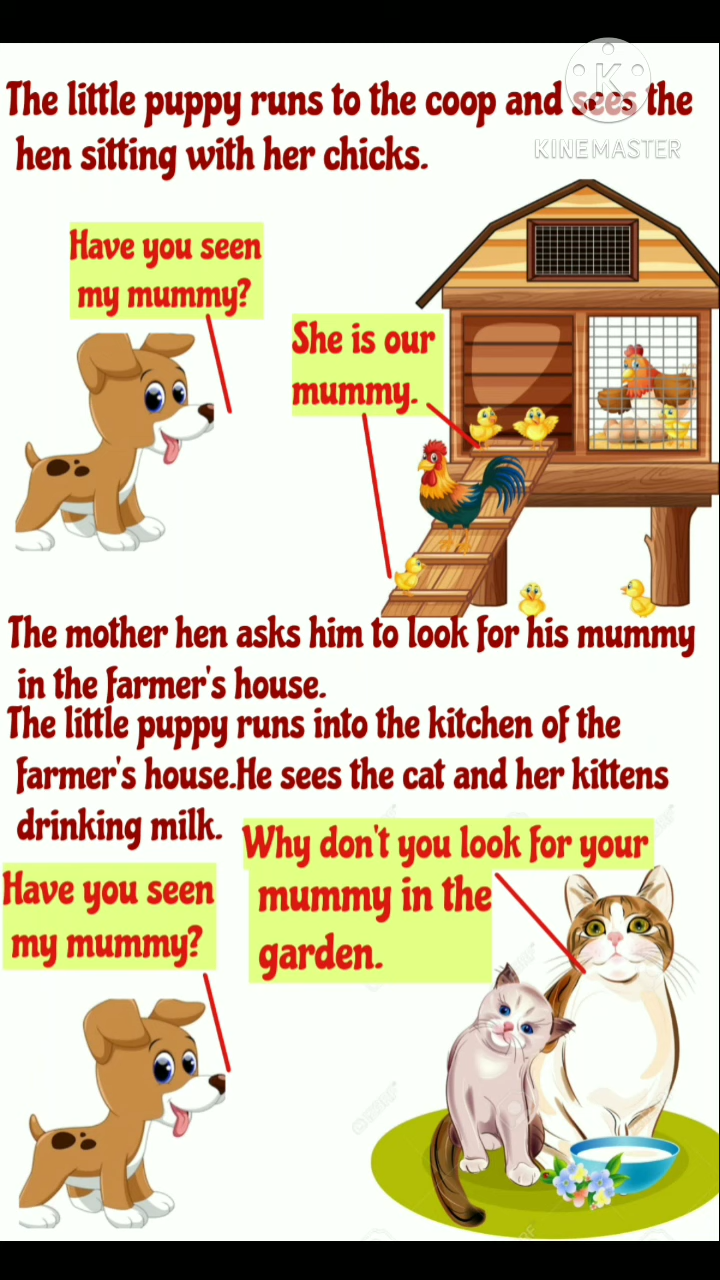 The little puppy runs to the coop and sees the
hen sitting with her chicks.
KINEMASTER
Have you seen
my mummy?
She is our
mummy.
The mother hen asks him to look for his mummy
in the farmer's house.
The little puppy runs into the kitchen of the
farmer's house.He sees the cat and her kittens
drinking milk.
Why don't you look for your
mummy in the
garden.
Have you seen
my mummy?